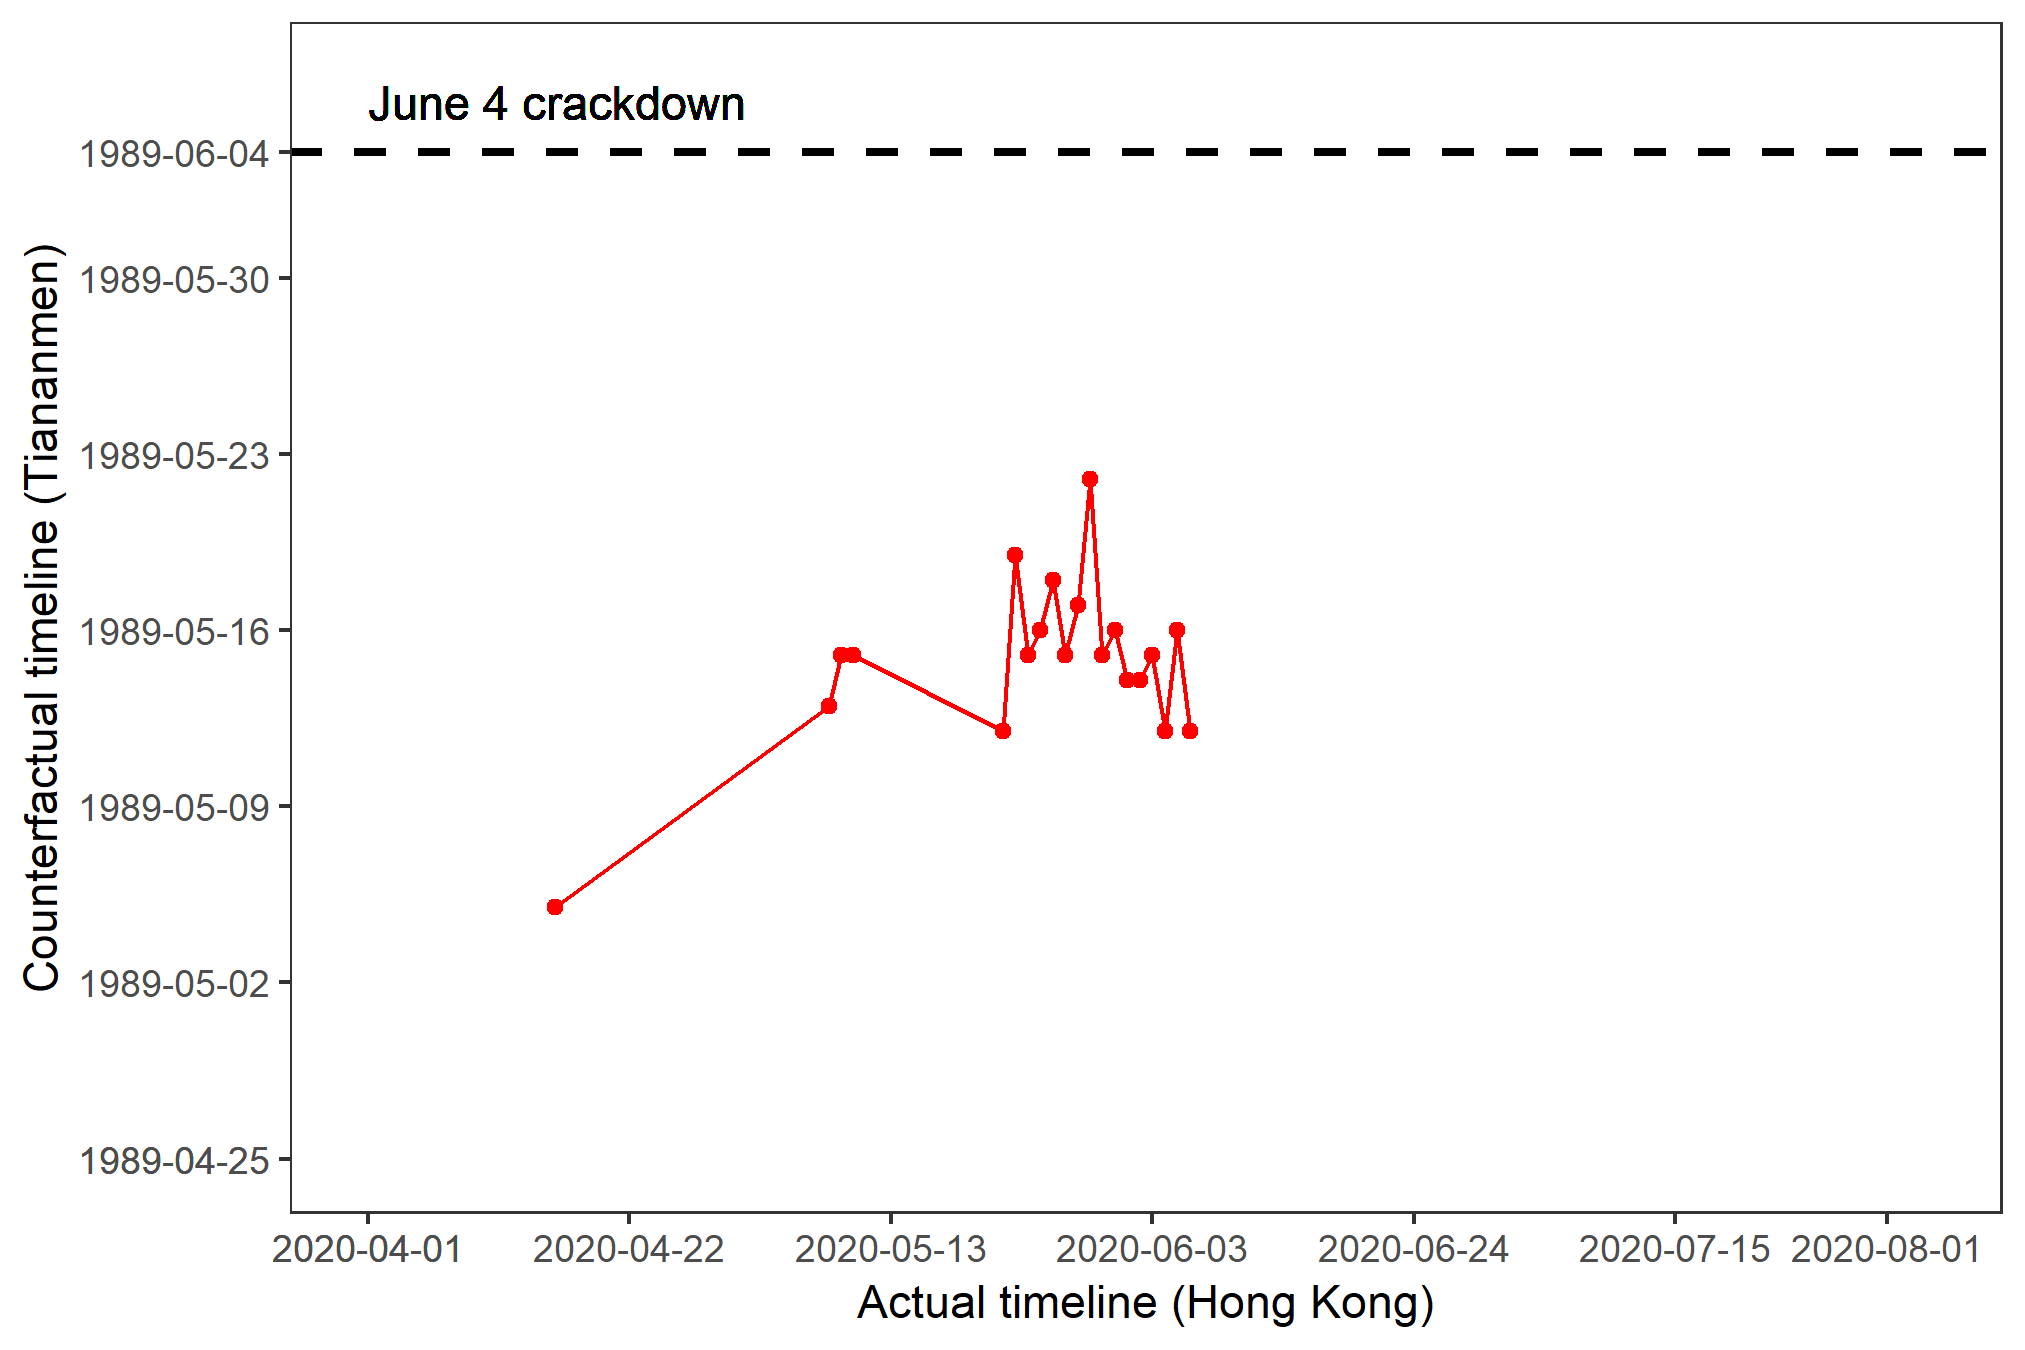 June 4 crackdown
1989-06-04
1989-05-30
1989-05-23
1989-05-16
1989-05-09
1989-05-02
1989-04-25
Counterfactual timeline (Tiananmen)
2020-04-01 2020-04-22 2020-05-13 2020-06-03 2020-06-24 2020-07-15 2020-08-01
Actual timeline (Hong Kong)